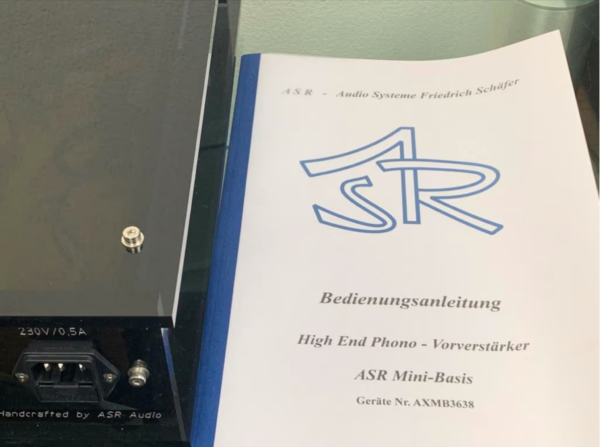 ASR - Audio Systeme Friedrich Schäfer
ASR
Bedienungsanleitung
High End Phono - Vorverstärker
ASR Mini-Basis
Geräte Nr. AXMB3638
230V/0,5A
Handcrafted by ASR Audio